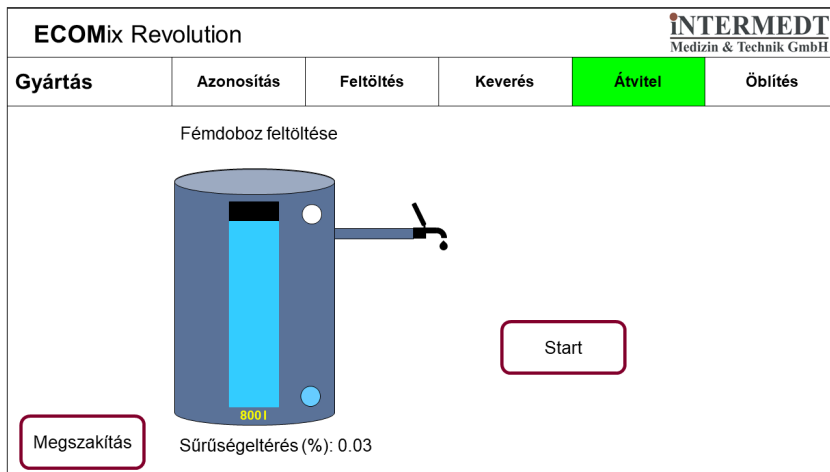 ECOMix Revolution
iNTERMEDT
Medizin & Technik GmbH
Gyártás
Azonosítás
Feltöltés
Keverés
Átvitel
Öblítés
Fémdoboz feltöltése
Start
800 l
Megszakítás
Sűrűségeltérés (%): 0.03